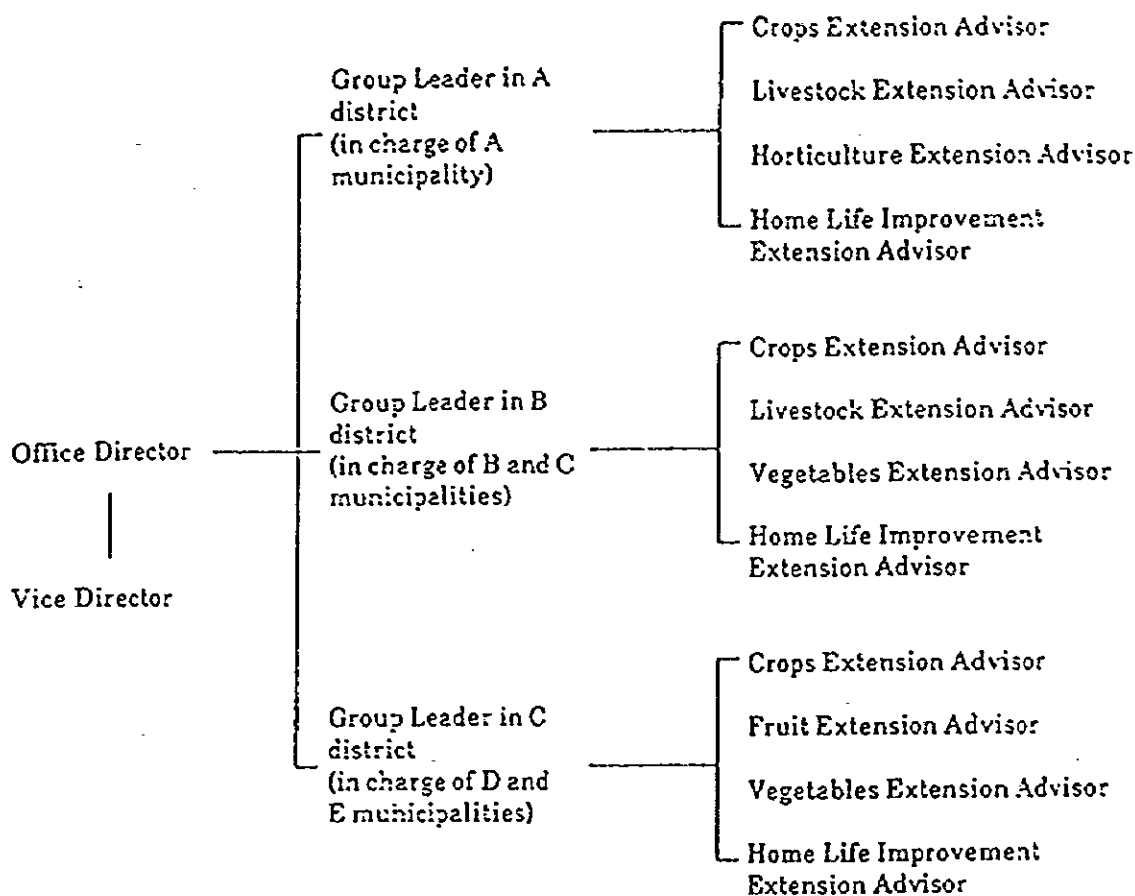 Office Director
Vice Director
Group Leader in A
district
(in charge of A
municipality)
Crops Extension Advisor
Livestock Extension Advisor
Horticulture Extension Advisor
Home Life Improvement
Extension Advisor
Group Leader in B
district
(in charge of B and C
municipalities)
Crops Extension Advisor
Livestock Extension Advisor
Vegetables Extension Advisor
Home Life Improvement
Extension Advisor
Group Leader in C
district
(in charge of D and
E municipalities)
Crops Extension Advisor
Fruit Extension Advisor
Vegetables Extension Advisor
Home Life Improvement
Extension Advisor